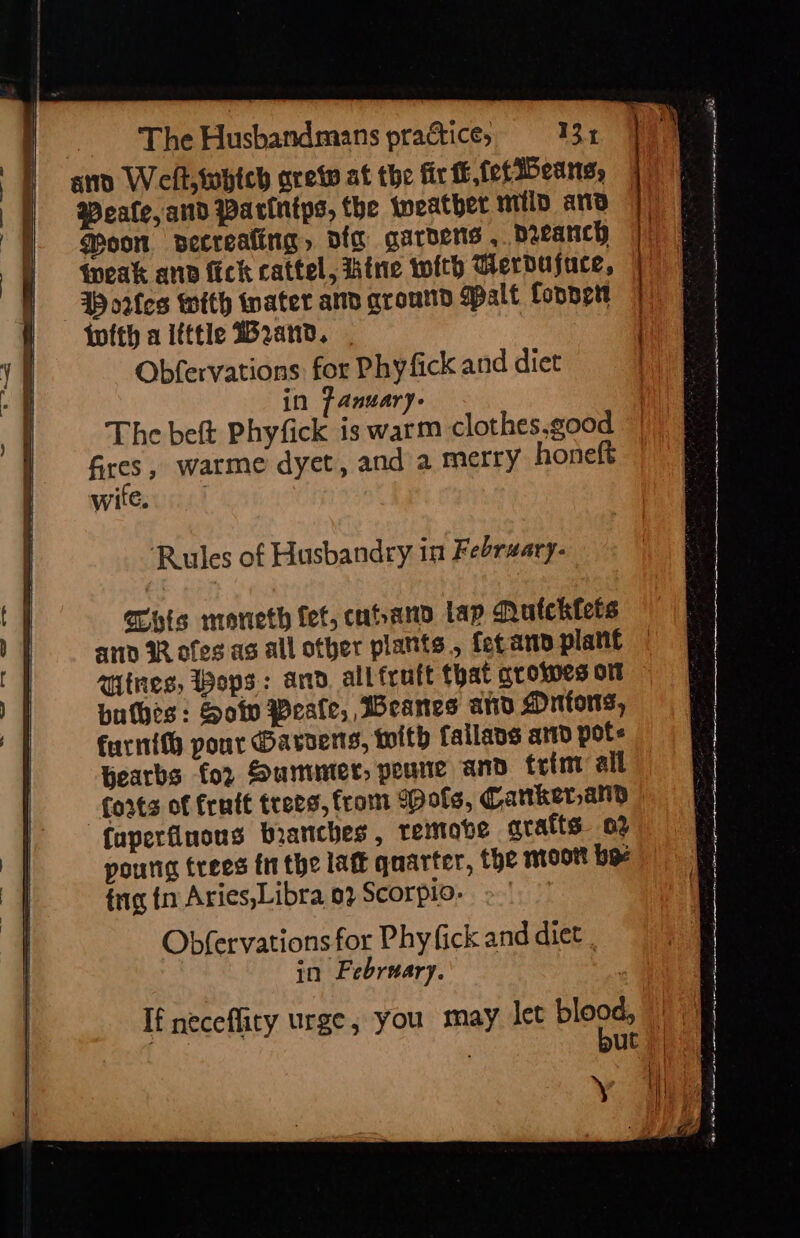 The Husbandmans practice, 131
and West, which grew at the first, set Beans,
Pease, and Parsnips, the weather mild and
Moon decreasing, dig gardens, Dreanch
weak and sick cattel, Kine with Verdujuce,
Horses with water and ground Malt sodden
with a little Brand.
Observations for Physick and diet
in January.
The best Physick is warm clothes, good
fires, warme dyet, and a merry honest
wife.
Rules of Husbandry in February.
This moneth set, cut, and lay Quicksets
and Roses as all other plants, set and plant
Vines, Hops: and all fruit that growes on
bushes: Sow Pease, Beanes and Onions,
furnish your Gardens, with sallads and pot-
hearbs for Summer, prune and trim all
sorts of fruit trees, from Moss, Canker, and
superfluous branches, remove grafts or
young trees in the last quarter, the moon be-
ing in Aries, Libra or Scorpio.
Observations for Physick and diet
in February.
If necessity urge, you may let blood,
but
Y